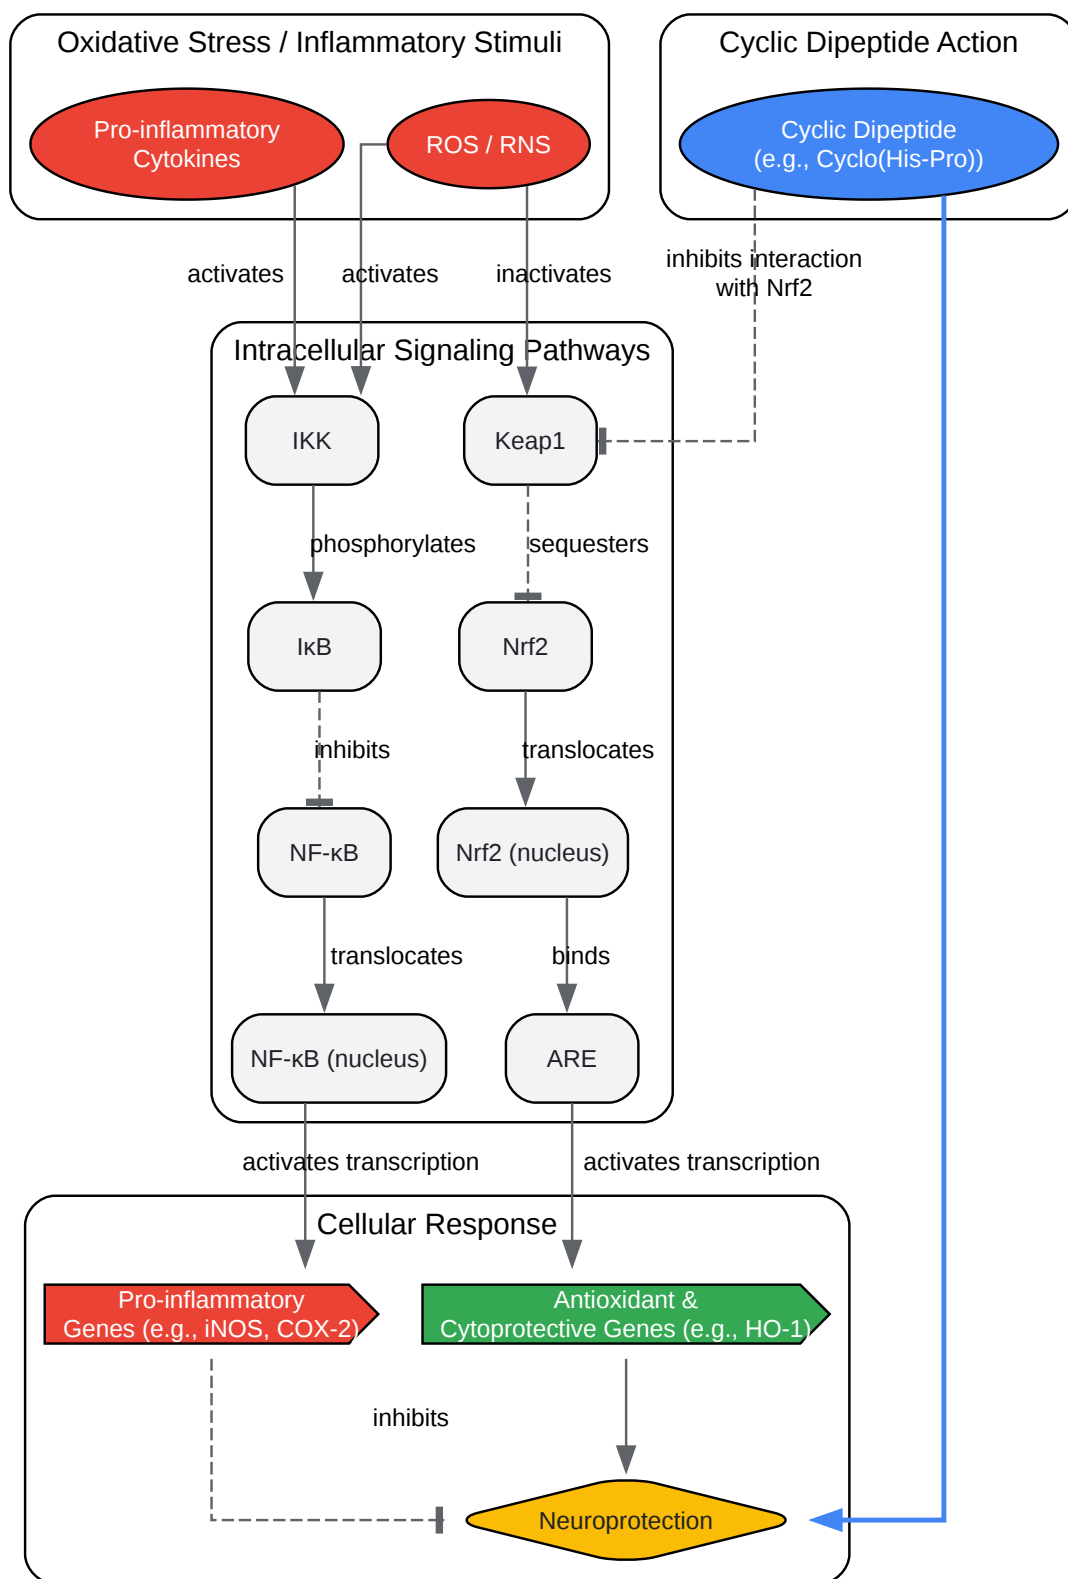 Oxidative Stress / Inflammatory Stimuli
Cyclic Dipeptide Action
Pro-inflammatory
Cytokines
ROS / RNS
Cyclic Dipeptide
(e.g., Cyclo(His-Pro))
activates
activates
inactivates
inhibits interaction
with Nrf2
Intracellular Signaling Pathways
IKK
Keap1
phosphorylates
sequesters
IκB
Nrf2
inhibits
translocates
NF-κB
Nrf2 (nucleus)
translocates
binds
NF-κB (nucleus)
ARE
activates transcription
activates transcription
Cellular Response
Pro-inflammatory
Genes (e.g., iNOS, COX-2)
Antioxidant &
Cytoprotective Genes (e.g., HO-1)
inhibits
Neuroprotection